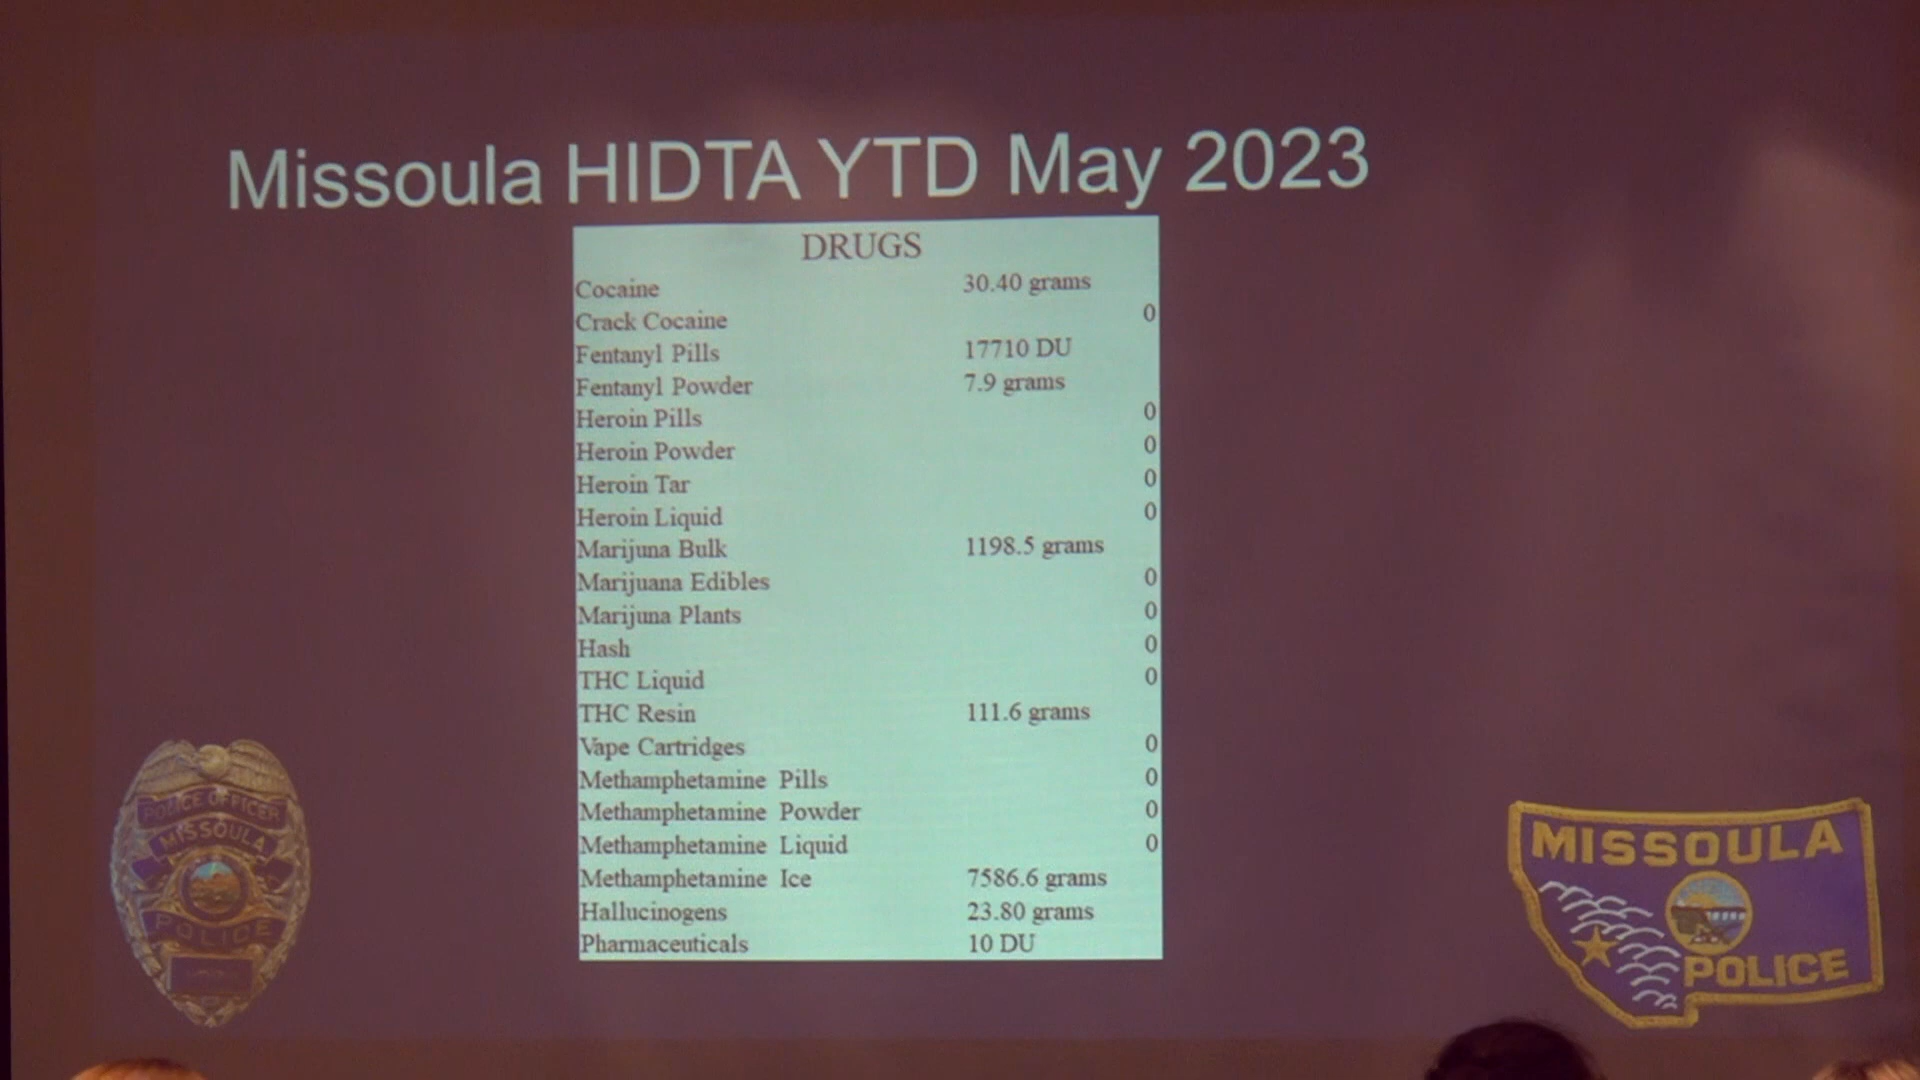 Missoula HIDTA YTD May 2023
DRUGS
Cocaine 30.40 grams
Crack Cocaine 0
Fentanyl Pills 17710 DU
Fentanyl Powder 7.9 grams
Heroin Pills 0
Heroin Powder 0
Heroin Tar 0
Heroin Liquid 0
Marijuna Bulk 1198.5 grams
Marijuana Edibles 0
Marijuna Plants 0
Hash 0
THC Liquid 0
THC Resin 111.6 grams
Vape Cartridges 0
Methamphetamine Pills 0
Methamphetamine Powder 0
Methamphetamine Liquid 0
Methamphetamine Ice 7586.6 grams
Hallucinogens 23.80 grams
Pharmaceuticals 10 DU
POLICE OFFICER
MISSOULA
POLICE
MISSOULA
POLICE